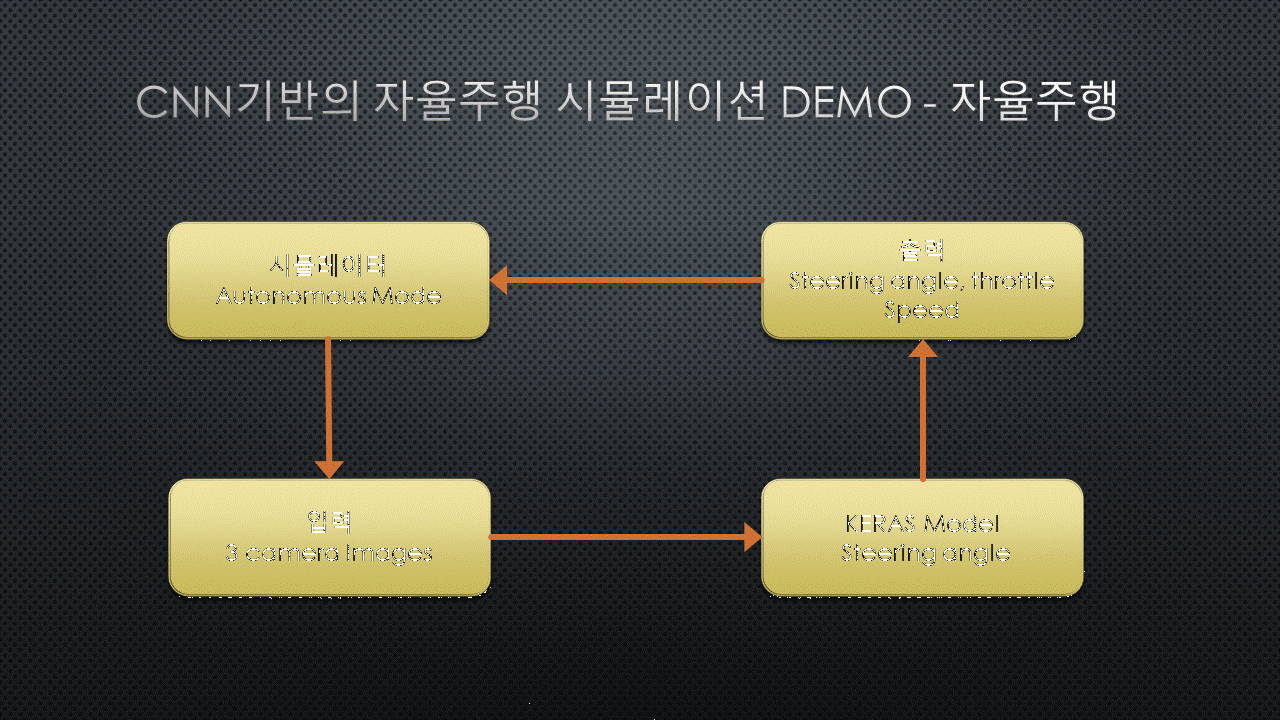 CNN기반의 자율주행 시뮬레이션 DEMO - 자율주행
시뮬레이터
Autonomous Mode
출력
Steering angle, throttle
Speed
입력
3 camera Images
KERAS Model
Steering angle